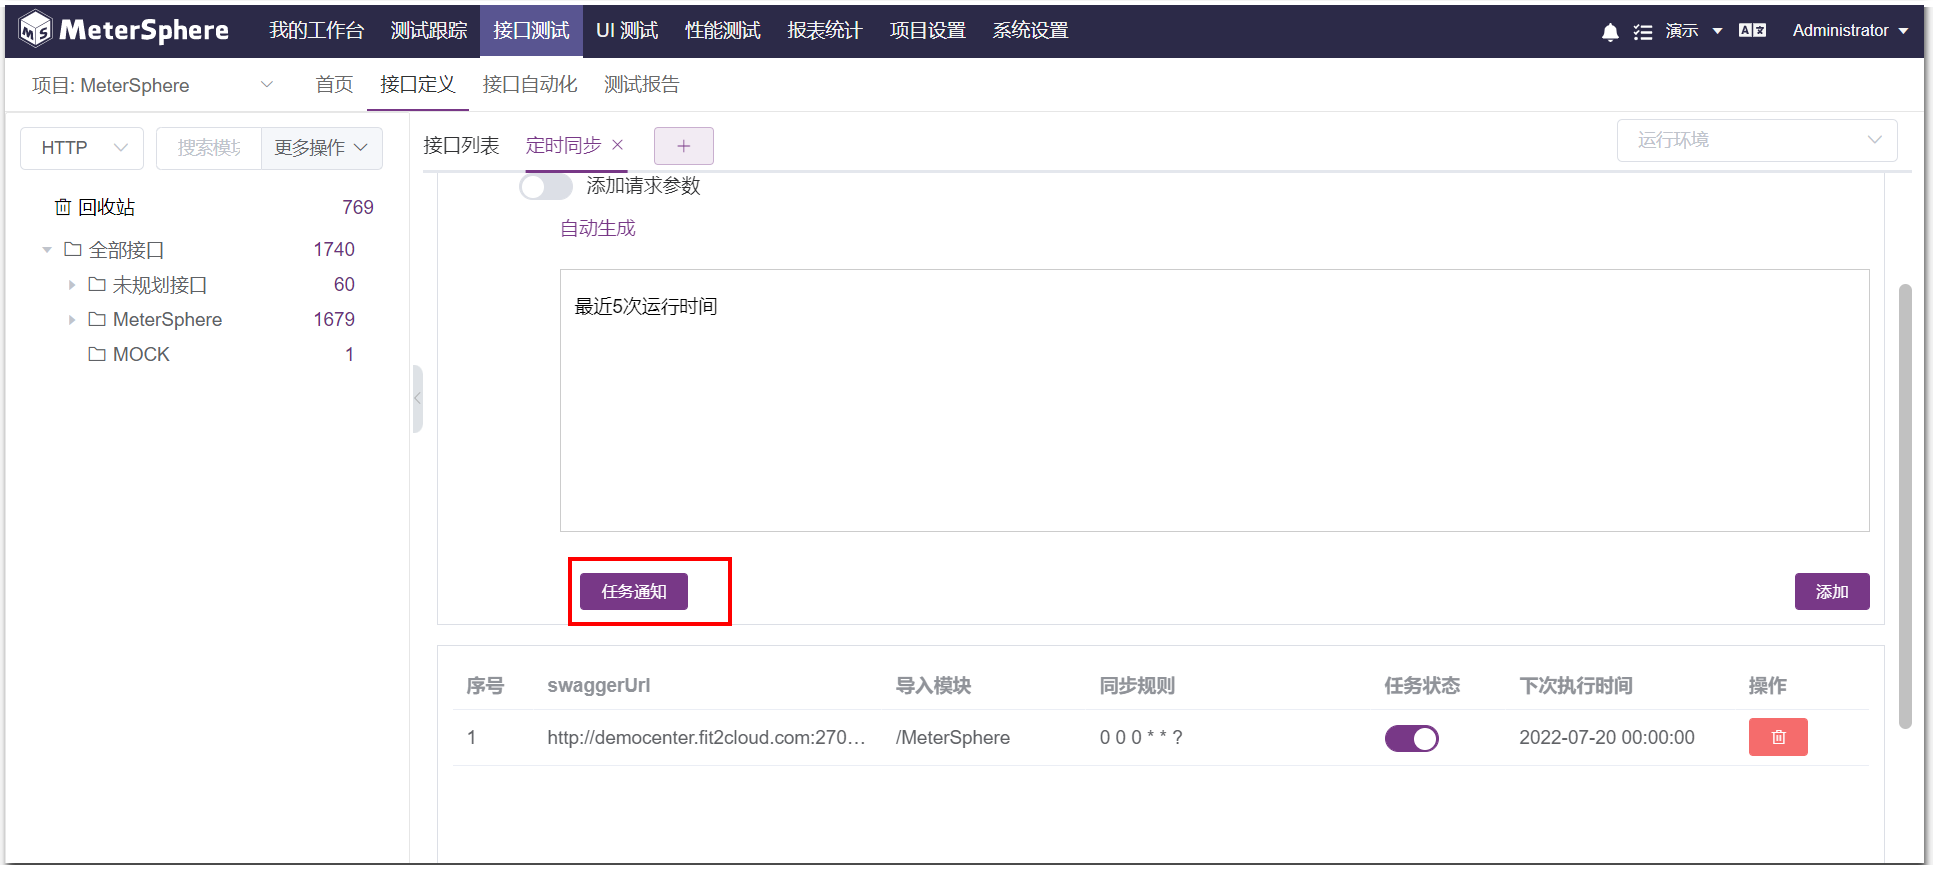 MeterSphere 我的工作台 测试跟踪 接口测试 UI 测试 性能测试 报表统计 项目设置 系统设置 演示 Administrator
项目: MeterSphere 首页 接口定义 接口自动化 测试报告
HTTP 搜索模块 更多操作
接口列表 定时同步 运行环境
添加请求参数
回收站 769
自动生成
全部接口 1740
未规划接口 60
MeterSphere 1679
MOCK 1
最近5次运行时间
任务通知 添加
序号 swaggerUrl 导入模块 同步规则 任务状态 下次执行时间 操作
1 http://democenter.fit2cloud.com:270... /MeterSphere 0 0 0 * * ? 2022-07-20 00:00:00